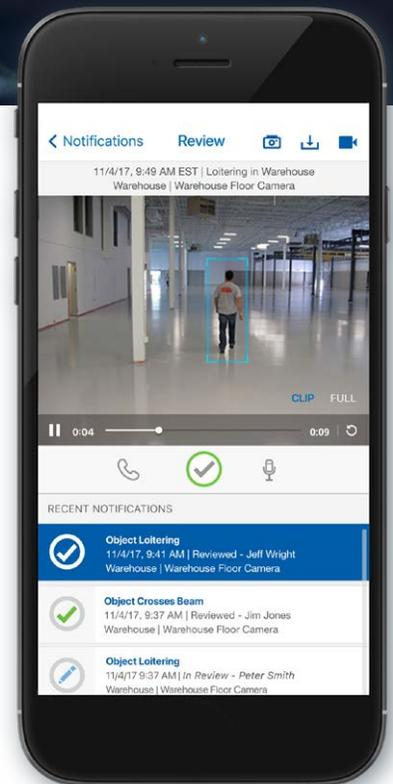 Notifications
Review
11/4/17, 9:49 AM EST | Loitering in Warehouse
Warehouse | Warehouse Floor Camera
CLIP FULL
0:04
0:09
RECENT NOTIFICATIONS
Object Loitering
11/4/17, 9:41 AM | Reviewed - Jeff Wright
Warehouse | Warehouse Floor Camera
Object Crosses Beam
11/4/17, 9:37 AM | Reviewed - Jim Jones
Warehouse | Warehouse Floor Camera
Object Loitering
11/4/17 9:37 AM | In Review - Peter Smith
Warehouse | Warehouse Floor Camera